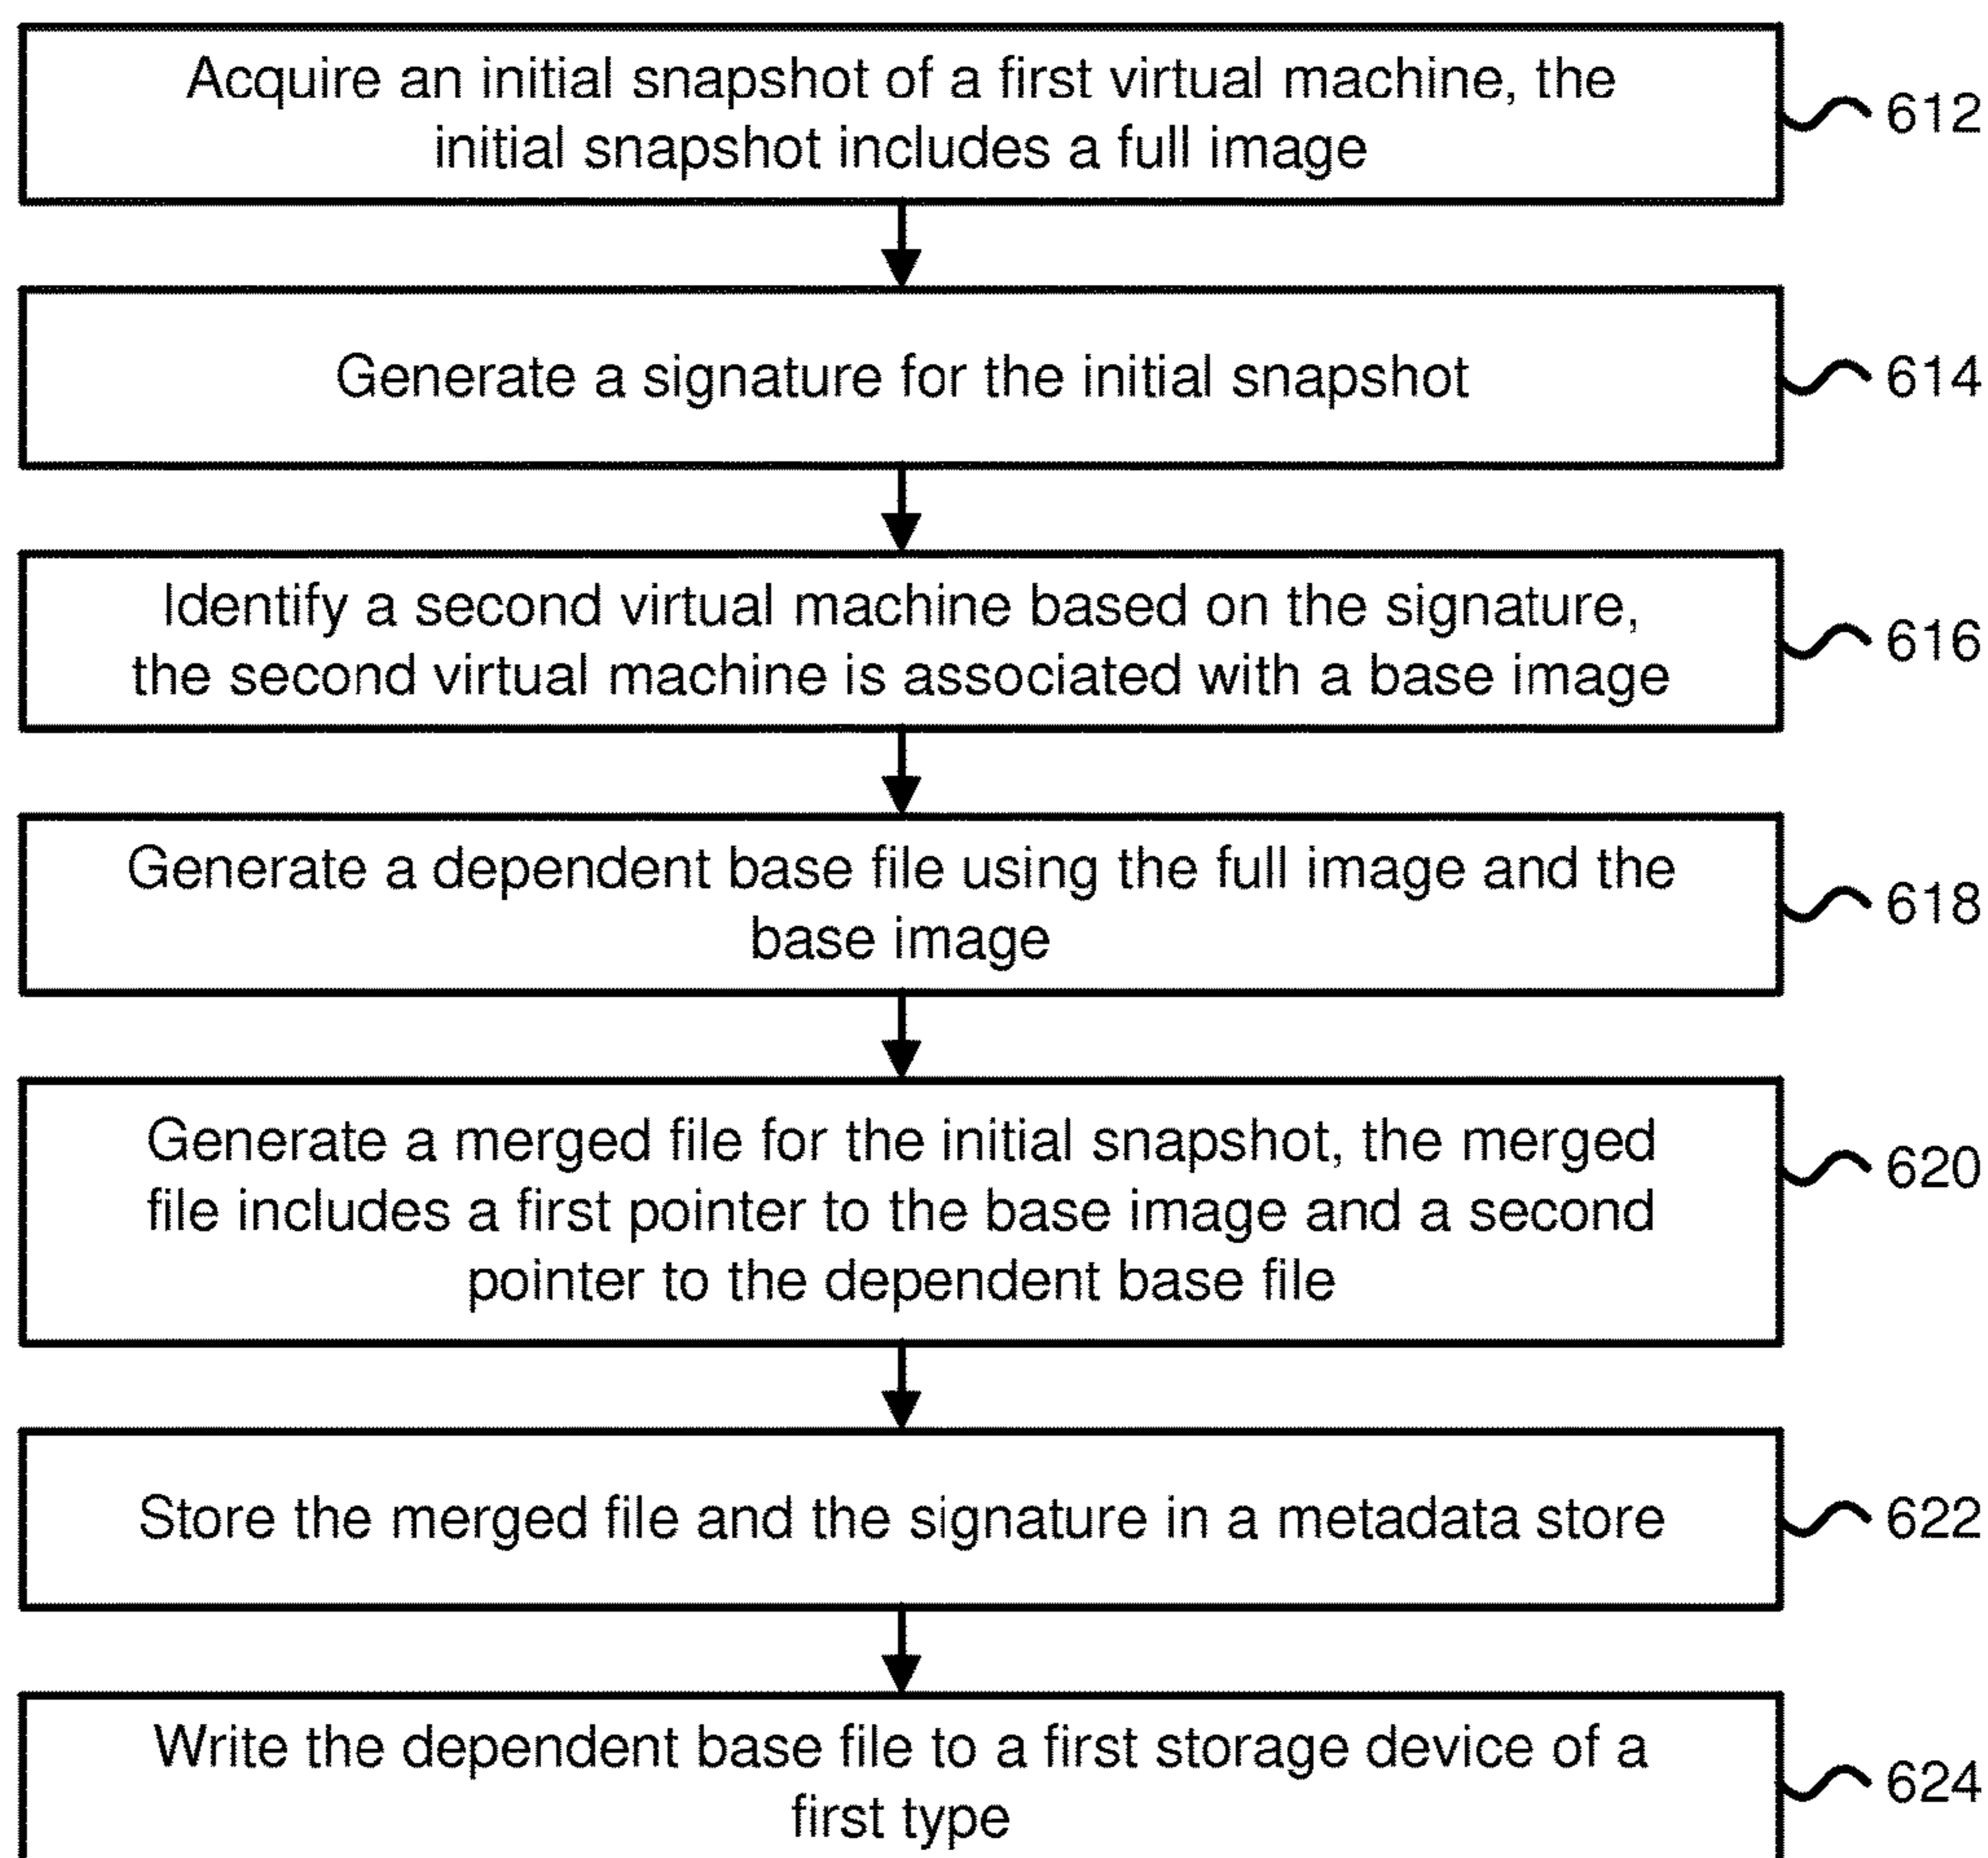 Acquire an initial snapshot of a first virtual machine, the
initial snapshot includes a full image
612
Generate a signature for the initial snapshot
614
Identify a second virtual machine based on the signature,
the second virtual machine is associated with a base image
616
Generate a dependent base file using the full image and the
base image
618
Generate a merged file for the initial snapshot, the merged
file includes a first pointer to the base image and a second
pointer to the dependent base file
620
Store the merged file and the signature in a metadata store
622
Write the dependent base file to a first storage device of a
first type
624